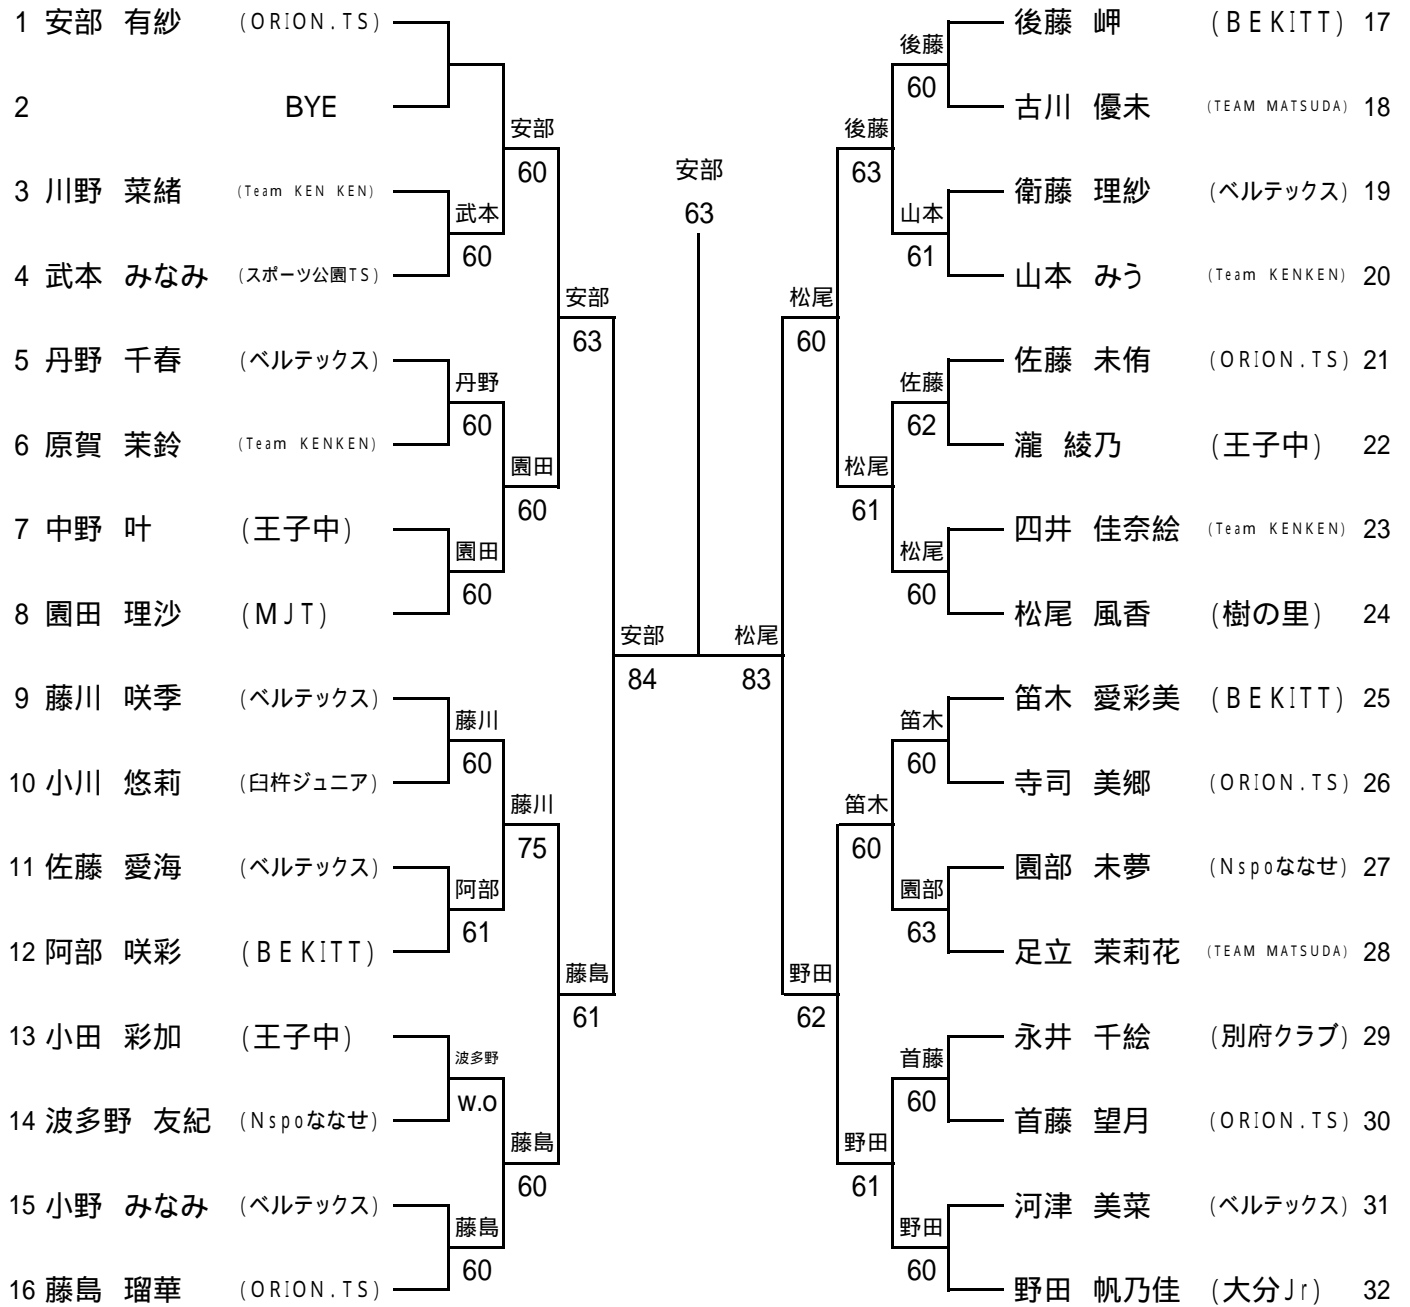 1 安部 有紗 (ORION.TS)
2 BYE
3 川野 菜緒 (Team KEN KEN)
4 武本 みなみ (スポーツ公園TS)
5 丹野 千春 (ベルテックス)
6 原賀 茉鈴 (Team KENKEN)
7 中野 叶 (王子中)
8 園田 理沙 (MJT)
9 藤川 咲季 (ベルテックス)
10 小川 悠莉 (臼杵ジュニア)
11 佐藤 愛海 (ベルテックス)
12 阿部 咲彩 (BEKITT)
13 小田 彩加 (王子中)
14 波多野 友紀 (Nspoななせ)
15 小野 みなみ (ベルテックス)
16 藤島 瑠華 (ORION.TS)
武本
60
丹野
60
園田
60
藤川
60
阿部
61
波多野
w.o
藤島
60
安部
60
園田
60
藤川
75
藤島
60
安部
63
藤島
61
安部
84
安部
63
松尾
83
松尾
60
野田
62
後藤
63
松尾
61
笛木
60
野田
61
後藤
60
山本
61
佐藤
62
松尾
60
笛木
60
園部
63
首藤
60
野田
60
後藤 岬 (BEKITT) 17
古川 優未 (TEAM MATSUDA) 18
衛藤 理紗 (ベルテックス) 19
山本 みう (Team KENKEN) 20
佐藤 未侑 (ORION.TS) 21
瀧 綾乃 (王子中) 22
四井 佳奈絵 (Team KENKEN) 23
松尾 風香 (樹の里) 24
笛木 愛彩美 (BEKITT) 25
寺司 美郷 (ORION.TS) 26
園部 未夢 (Nspoななせ) 27
足立 茉莉花 (TEAM MATSUDA) 28
永井 千絵 (別府クラブ) 29
首藤 望月 (ORION.TS) 30
河津 美菜 (ベルテックス) 31
野田 帆乃佳 (大分Jr) 32